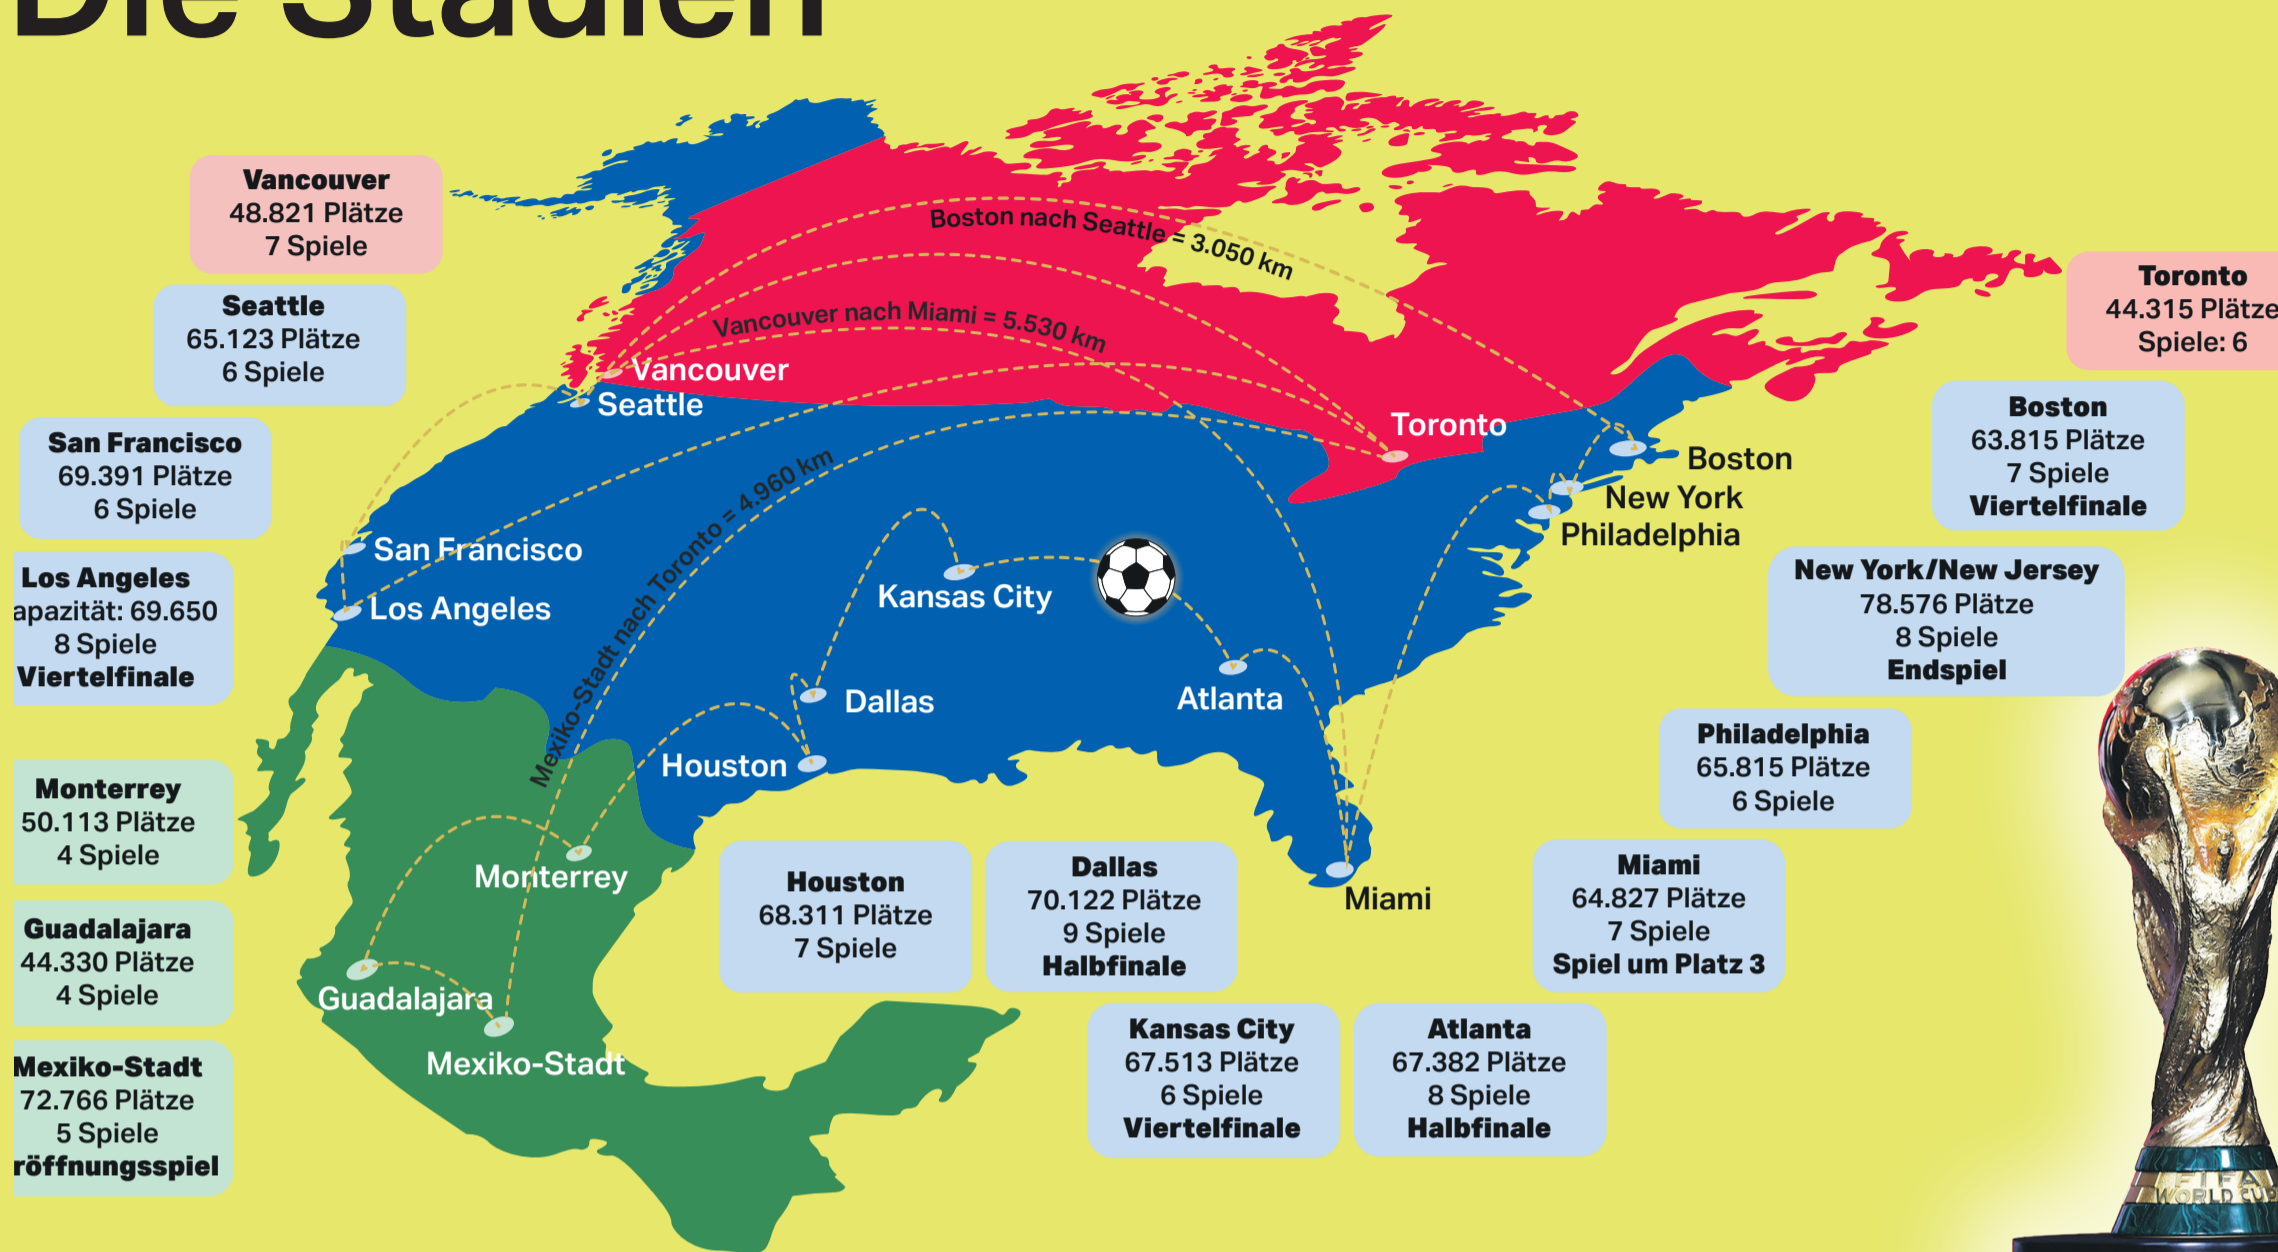 Die Stadien
Vancouver
48.821 Plätze
7 Spiele
Seattle
65.123 Plätze
6 Spiele
San Francisco
69.391 Plätze
6 Spiele
Los Angeles
apazität: 69.650
8 Spiele
Viertelfinale
Monterrey
50.113 Plätze
4 Spiele
Guadalajara
44.330 Plätze
4 Spiele
Mexiko-Stadt
72.766 Plätze
5 Spiele
röffnungsspiel
Boston nach Seattle = 3.050 km
Vancouver nach Miami = 5.530 km
Mexiko-Stadt nach Toronto = 4.960 km
Vancouver
Seattle
San Francisco
Los Angeles
Toronto
Boston
New York
Philadelphia
Kansas City
Dallas
Atlanta
Houston
Monterrey
Miami
Guadalajara
Mexiko-Stadt
Houston
68.311 Plätze
7 Spiele
Dallas
70.122 Plätze
9 Spiele
Halbfinale
Kansas City
67.513 Plätze
6 Spiele
Viertelfinale
Atlanta
67.382 Plätze
8 Spiele
Halbfinale
Miami
64.827 Plätze
7 Spiele
Spiel um Platz 3
Philadelphia
65.815 Plätze
6 Spiele
New York/New Jersey
78.576 Plätze
8 Spiele
Endspiel
Boston
63.815 Plätze
7 Spiele
Viertelfinale
Toronto
44.315 Plätze
Spiele: 6
FIFA
WORLD CUP